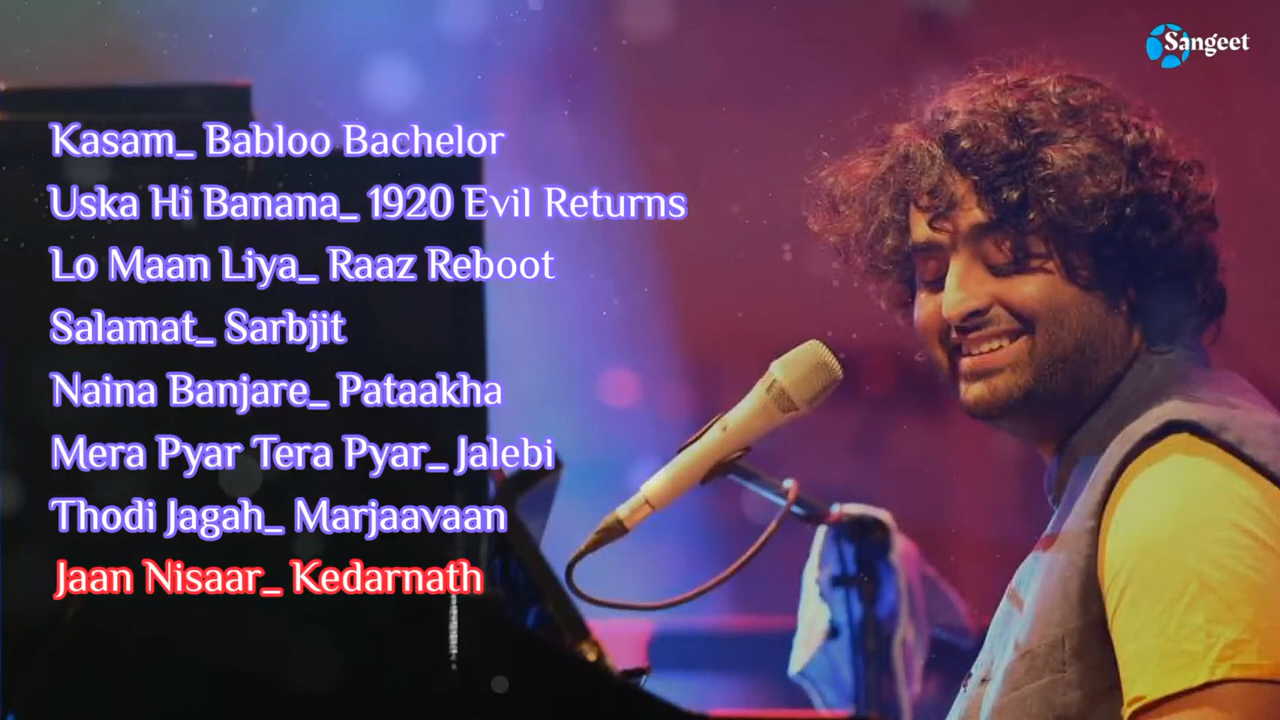 Sangeet
Kasam_ Babloo Bachelor
Uska Hi Banana_ 1920 Evil Returns
Lo Maan Liya_ Raaz Reboot
Salamat_ Sarbjit
Naina Banjare_ Pataakha
Mera Pyar Tera Pyar_ Jalebi
Thodi Jagah_ Marjaavaan
Jaan Nisaar_ Kedarnath